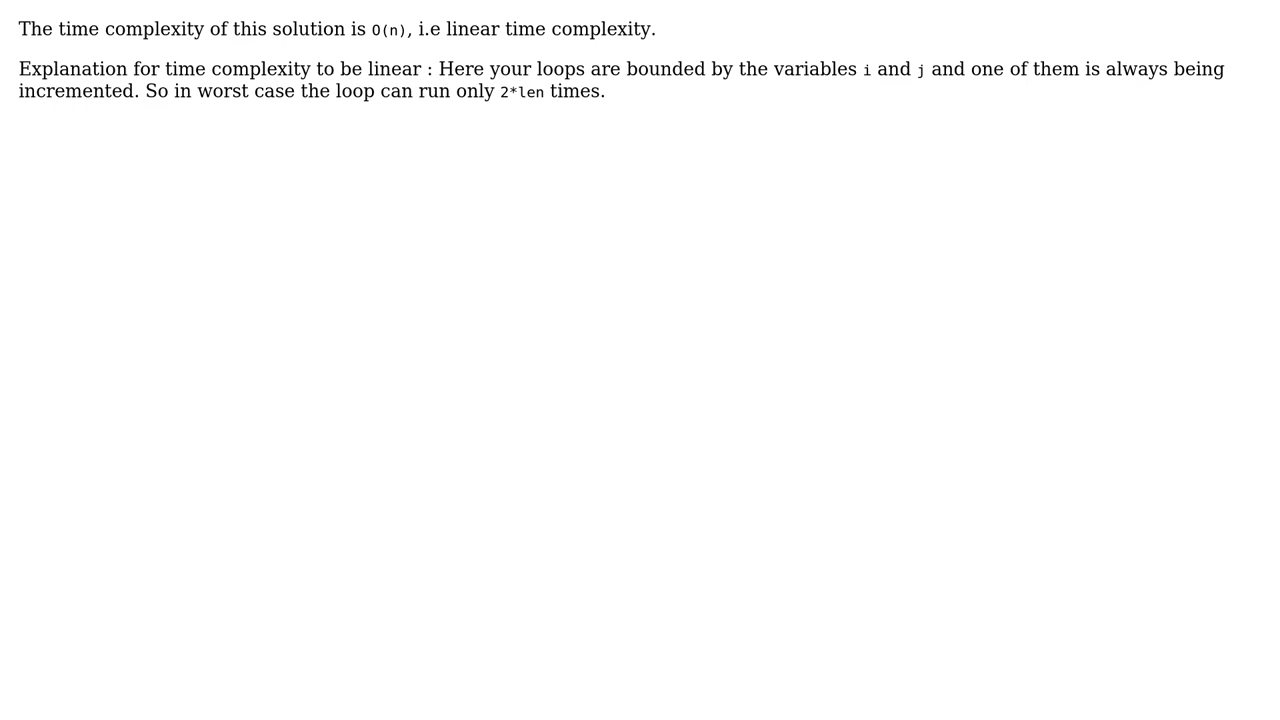 The time complexity of this solution is O(n), i.e linear time complexity.
Explanation for time complexity to be linear : Here your loops are bounded by the variables i and j and one of them is always being
incremented. So in worst case the loop can run only 2*len times.